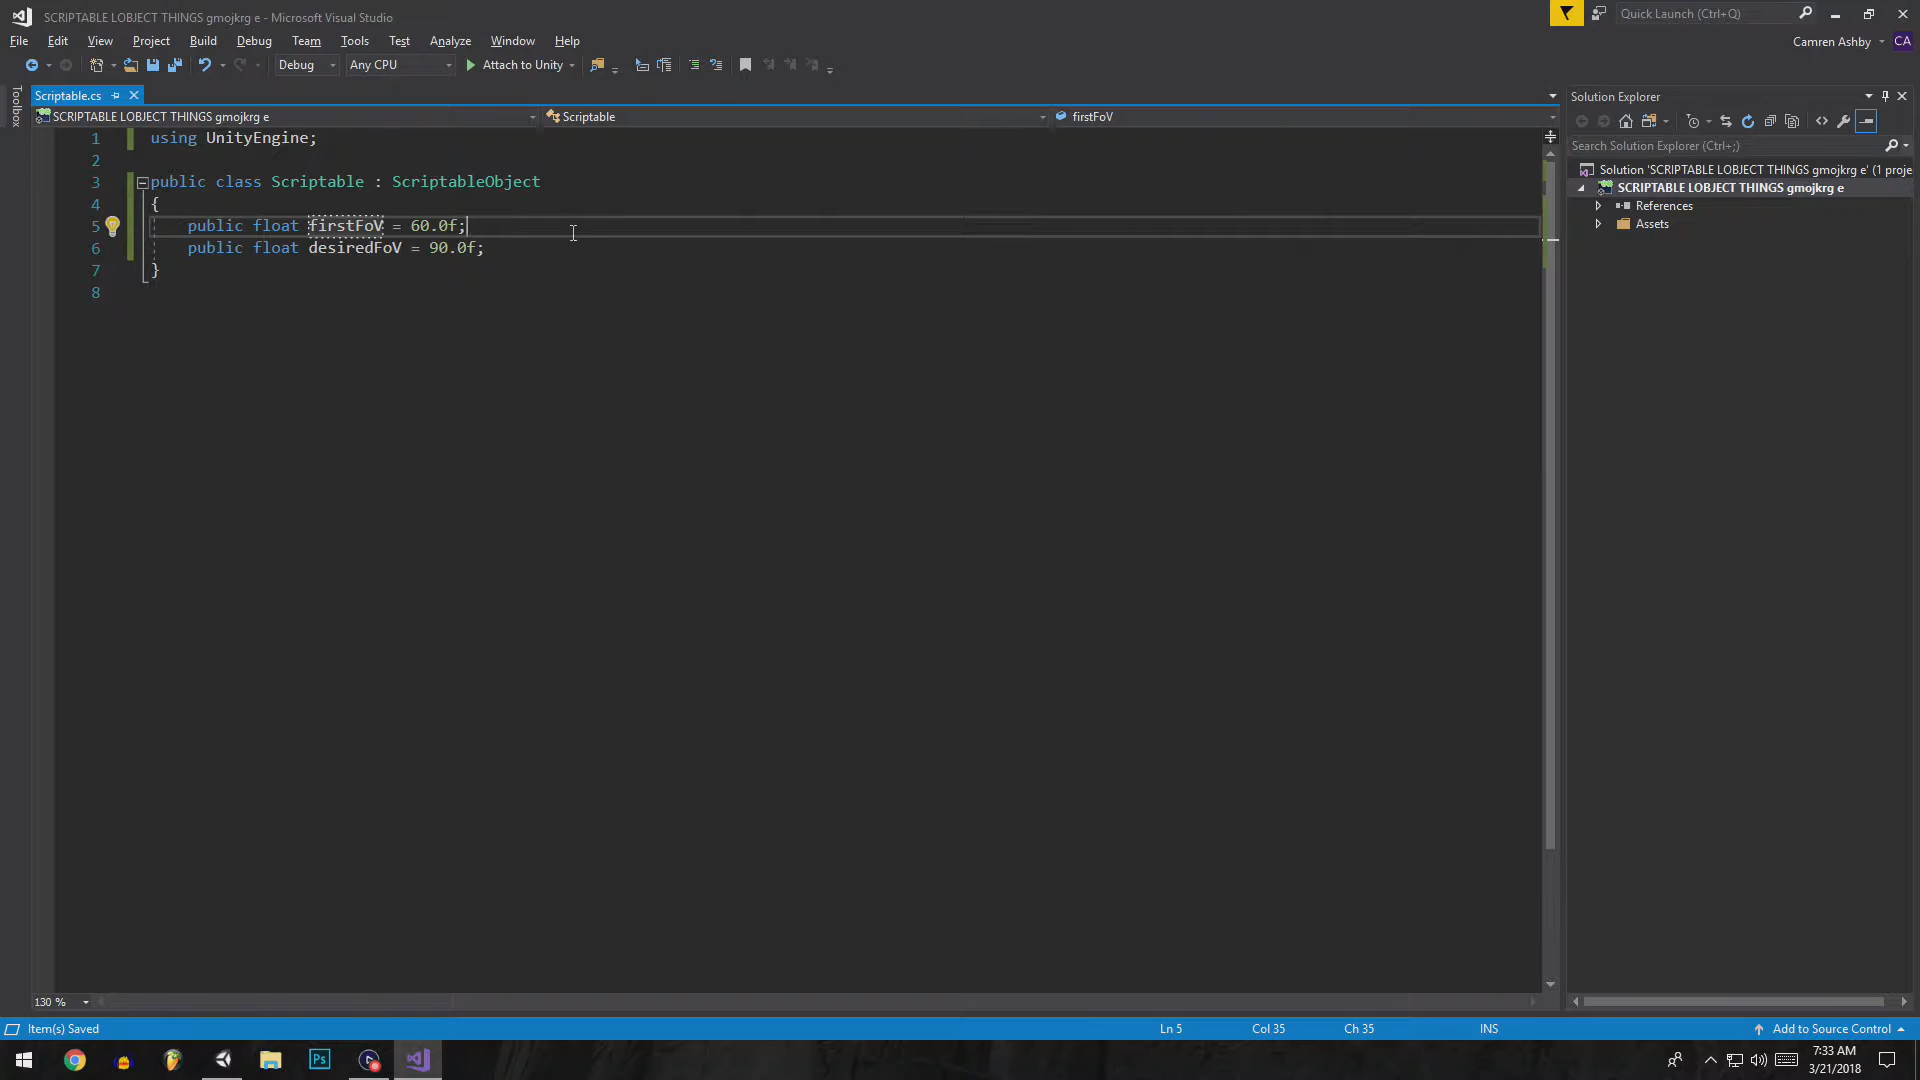 SCRIPTABLE LOBJECT THINGS gmojkrg e - Microsoft Visual Studio
Quick Launch (Ctrl+Q)
File Edit View Project Build Debug Team Tools Test Analyze Window Help
Camren Ashby CA
Debug Any CPU Attach to Unity
Toolbox
Scriptable.cs
Solution Explorer
SCRIPTABLE LOBJECT THINGS gmojkrg e Scriptable firstFoV
Search Solution Explorer (Ctrl+;)
Solution 'SCRIPTABLE LOBJECT THINGS gmojkrg e' (1 proje
SCRIPTABLE LOBJECT THINGS gmojkrg e
References
Assets
1 using UnityEngine;
2
3 public class Scriptable : ScriptableObject
4 {
5 public float firstFoV = 60.0f;
6 public float desiredFoV = 90.0f;
7 }
8
130 %
Item(s) Saved Ln 5 Col 35 Ch 35 INS Add to Source Control
Ps
7:33 AM
3/21/2018